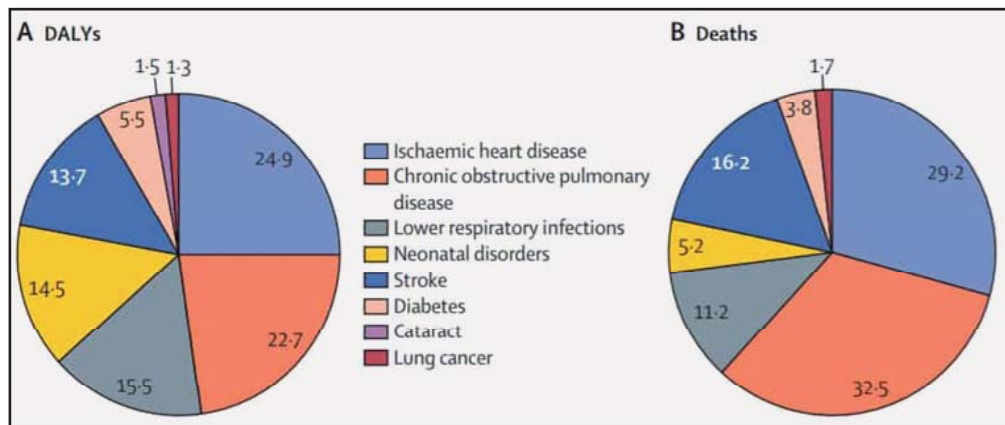 A DALYs
B Deaths
1·5 1·3
5·5
24·9
13·7
14·5
15·5
22·7
Ischaemic heart disease
Chronic obstructive pulmonary
disease
Lower respiratory infections
Neonatal disorders
Stroke
Diabetes
Cataract
Lung cancer
1·7
3·8
29·2
16·2
5·2
11·2
32·5